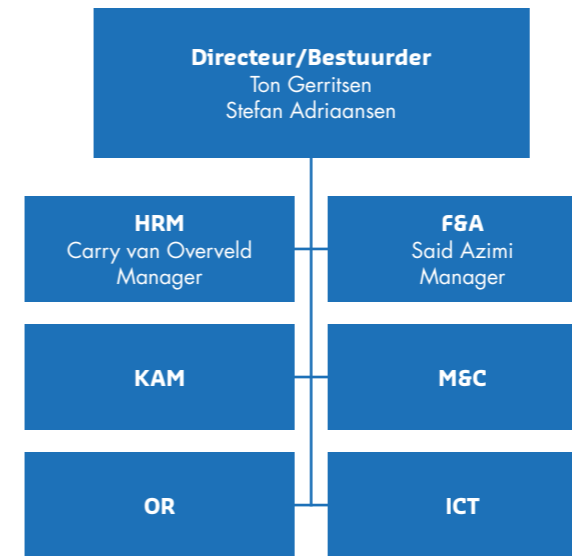 Directeur/Bestuurder
Ton Gerritsen
Stefan Adriaansen
HRM
Carry van Overveld
Manager
F&A
Said Azimi
Manager
KAM
M&C
OR
ICT